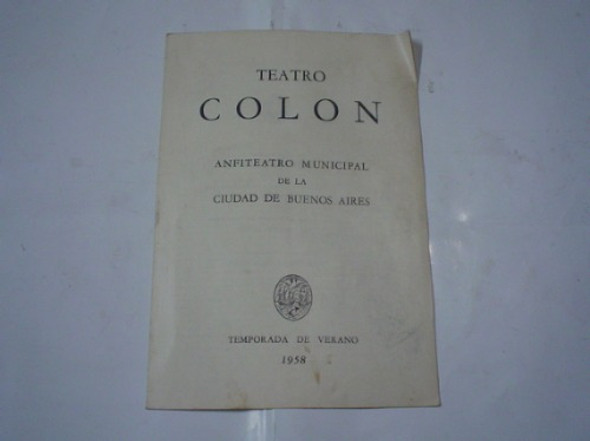 TEATRO
COLON
ANFITEATRO MUNICIPAL
DE LA
CIUDAD DE BUENOS AIRES
TEMPORADA DE VERANO
1958